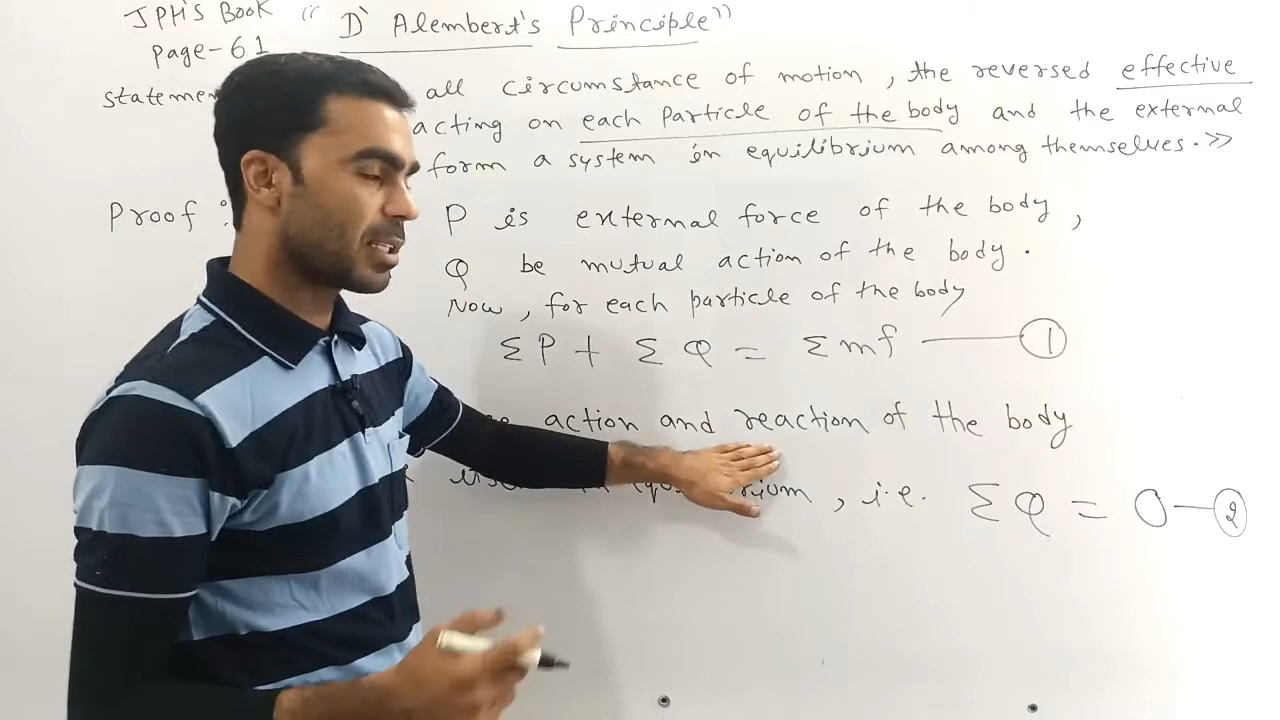 JPH'S BOOK " D' Alembert's Principle"
Page-61
statemen all circumstance of motion, the reversed effective
acting on each Particle of the body and the external
form a system in equilibrium among themselves.>>
Proof : P is external force of the body,
Q be mutual action of the body.
Now, for each particle of the body
ΣP + ΣQ = Σmf ——— 1
action and reaction of the body
, i.e. ΣQ = 0 — 2